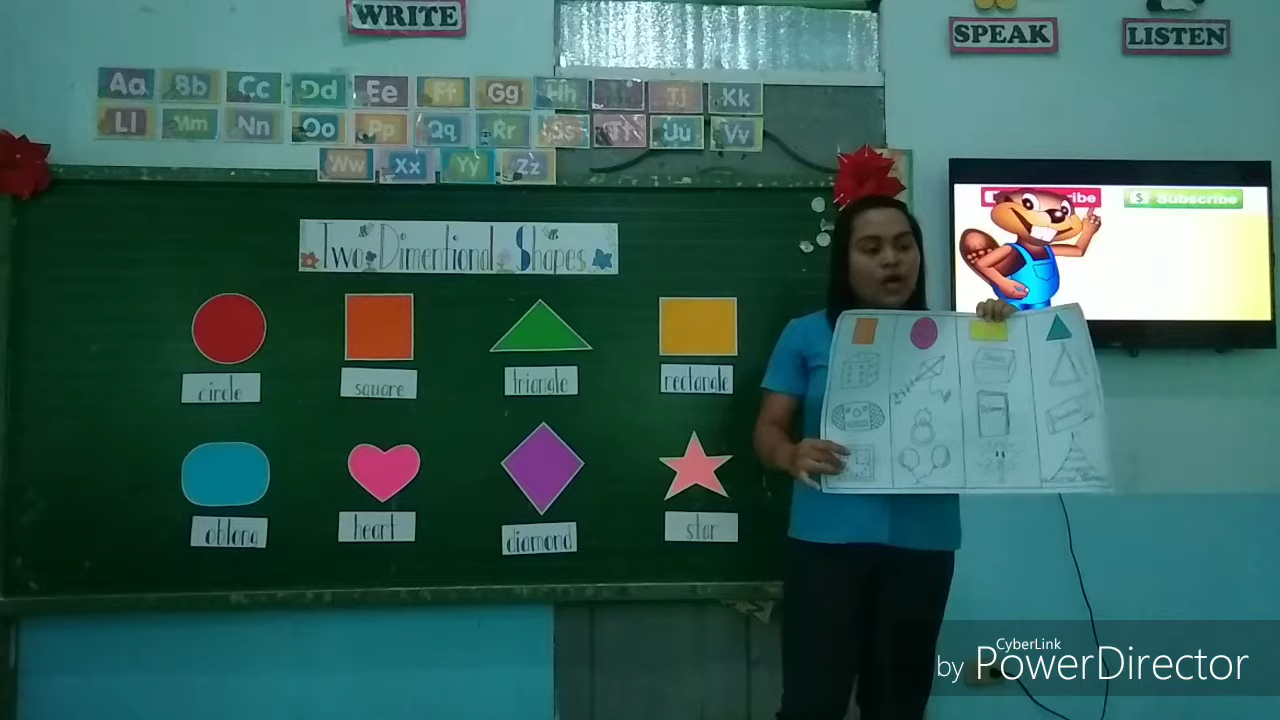 WRITE
SPEAK
LISTEN
Aa Bb Cc Dd Ee Ff Gg Hh Jj Kk
Ll Mm Nn Oo Pp Qq Rr Ss Tt Uu Vv
Ww Xx Yy Zz
Two Dimentional Shapes
ibe
$ Subscribe
circle
square
triangle
rectangle
oblong
heart
diamond
star
CyberLink
by PowerDirector